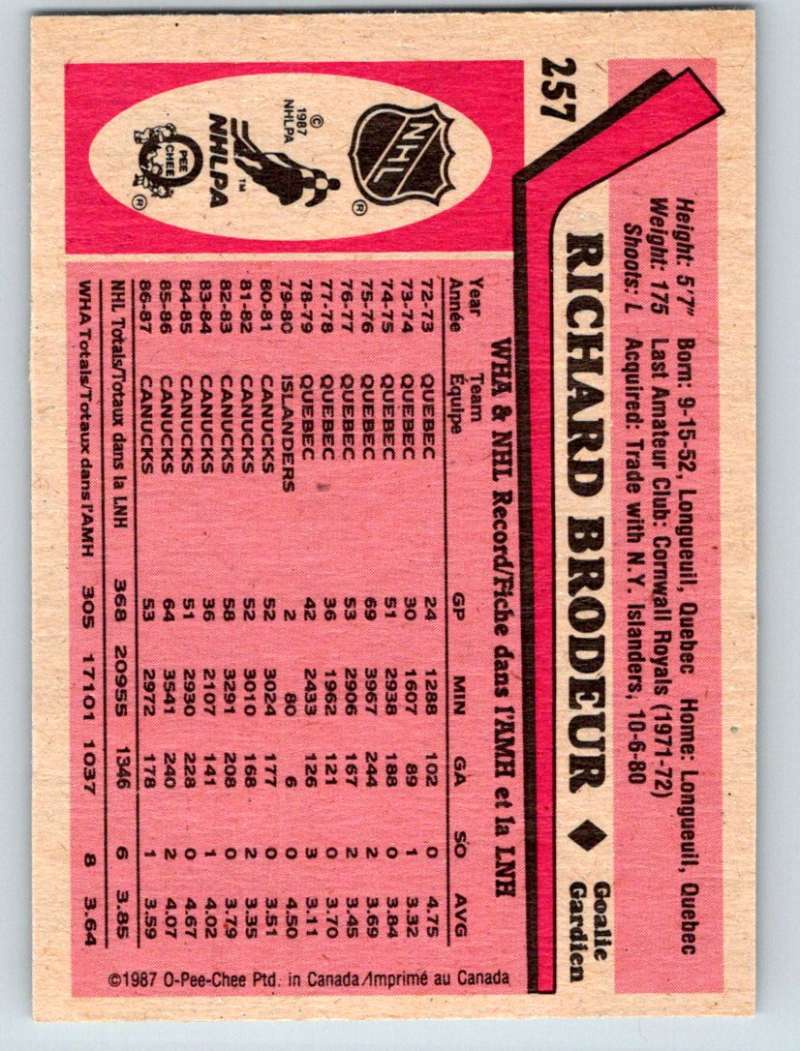 257
NHL
®
©
1987
NHLPA
NHLPA
™
O
PEE
CHEE
®
Height: 5'7" Born: 9-15-52, Longueuil, Quebec Home: Longueuil, Quebec
Weight: 175 Last Amateur Club: Cornwall Royals (1971-72)
Shoots: L Acquired: Trade with N.Y. Islanders, 10-6-80
RICHARD BRODEUR ◆ Goalie
Gardien
WHA & NHL Record/Fiche dans l'AMH et la LNH
Year Team
Année Équipe GP MIN GA SO AVG
72-73 QUEBEC 24 1288 102 0 4.75
73-74 QUEBEC 30 1607 89 1 3.32
74-75 QUEBEC 51 2938 188 0 3.84
75-76 QUEBEC 69 3967 244 2 3.69
76-77 QUEBEC 53 2906 167 2 3.45
77-78 QUEBEC 36 1962 121 0 3.70
78-79 QUEBEC 42 2433 126 3 3.11
79-80 ISLANDERS 2 80 6 0 4.50
80-81 CANUCKS 52 3024 177 0 3.51
81-82 CANUCKS 52 3010 168 2 3.35
82-83 CANUCKS 58 3291 208 0 3.79
83-84 CANUCKS 36 2107 141 1 4.02
84-85 CANUCKS 51 2930 228 0 4.67
85-86 CANUCKS 64 3541 240 2 4.07
86-87 CANUCKS 53 2972 178 1 3.59
NHL Totals/Totaux dans la LNH 368 20955 1346 6 3.85
WHA Totals/Totaux dans l'AMH 305 17101 1037 8 3.64
©1987 O-Pee-Chee Ptd. in Canada/Imprimé au Canada